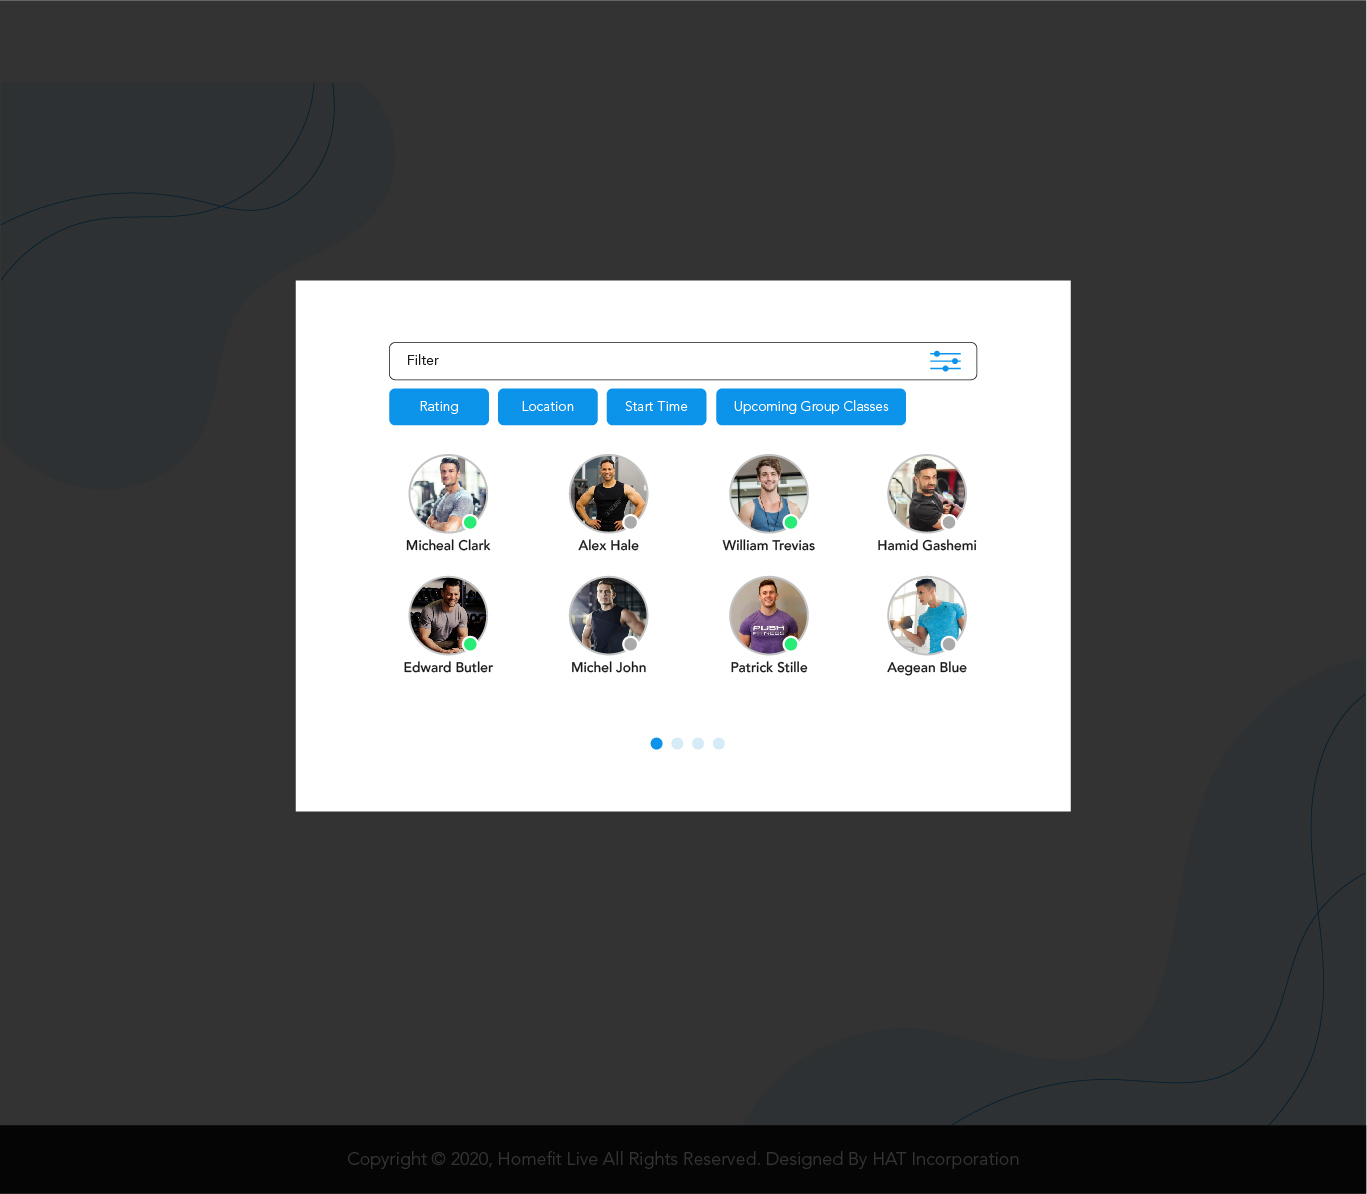 Filter
Rating Location Start Time Upcoming Group Classes
Micheal Clark Alex Hale William Trevias Hamid Gashemi
PUSH
FITNESS
Edward Butler Michel John Patrick Stille Aegean Blue
Copyright © 2020, Homefit Live All Rights Reserved. Designed By HAT Incorporation